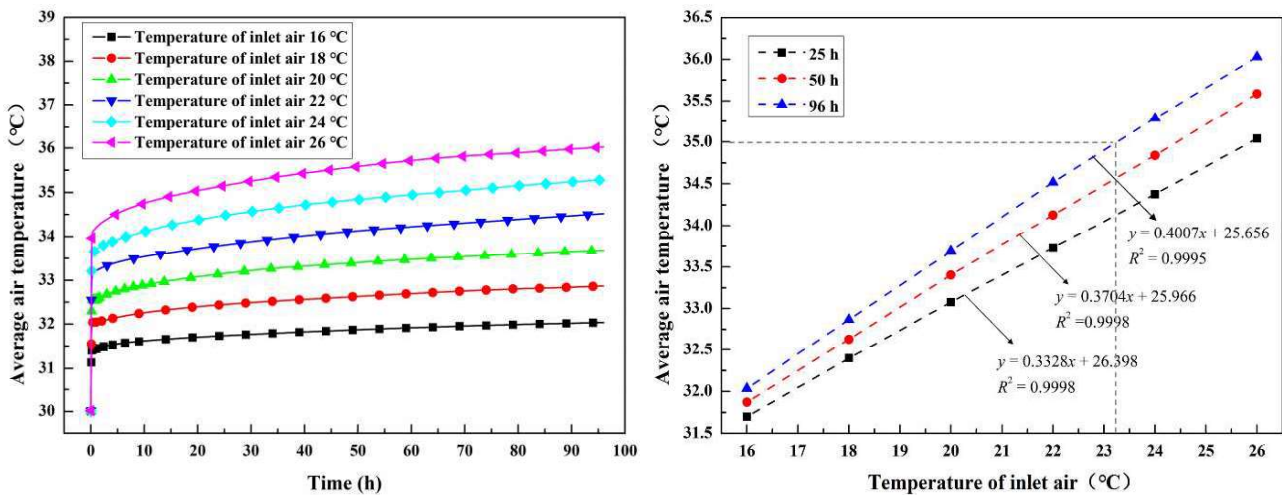 39
38
37
36
35
34
33
32
31
30
Average air temperature (℃)
Temperature of inlet air 16 ℃
Temperature of inlet air 18 ℃
Temperature of inlet air 20 ℃
Temperature of inlet air 22 ℃
Temperature of inlet air 24 ℃
Temperature of inlet air 26 ℃
0 10 20 30 40 50 60 70 80 90 100
Time (h)
36.5
36.0
35.5
35.0
34.5
34.0
33.5
33.0
32.5
32.0
31.5
Average air temperature (℃)
25 h
50 h
96 h
y = 0.4007x + 25.656
R² = 0.9995
y = 0.3704x + 25.966
R² =0.9998
y = 0.3328x + 26.398
R² = 0.9998
16 17 18 19 20 21 22 23 24 25 26
Temperature of inlet air (℃)